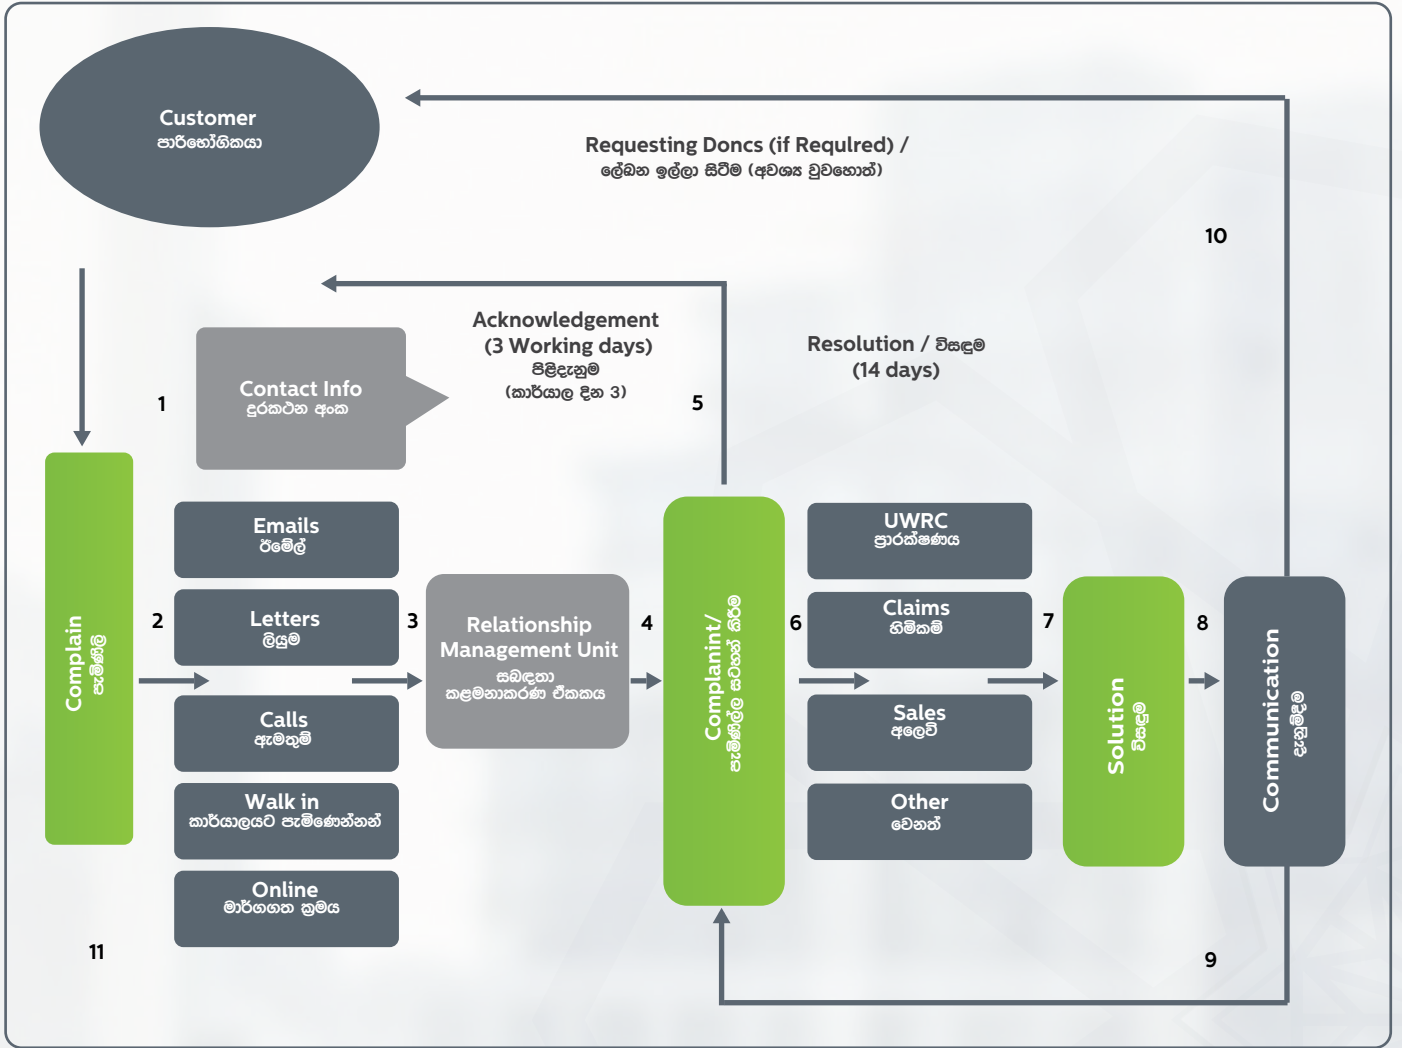 Customer
පාරිභෝගිකයා
Requesting Doncs (if Requlred) /
ලේඛන ඉල්ලා සිටීම (අවශ්‍ය වුවහොත්)
10
Acknowledgement
(3 Working days)
පිළිදැනුම
(කාර්යාල දින 3)
Resolution / විසඳුම
(14 days)
1
Contact Info
දුරකථන අංක
5
Complain
පැමිණිලි
2
Emails
ඊමේල්
Letters
ලියුම
Calls
ඇමතුම්
Walk in
කාර්යාලයට පැමිණෙන්නන්
Online
මාර්ගගත ක්‍රමය
3
Relationship
Management Unit
සබඳතා
කළමනාකරණ ඒකකය
4
Complanint/
පැමිණිල්ල සටහන් කිරීම
6
UWRC
ප්‍රාරක්ෂණය
Claims
හිමිකම්
Sales
අලෙවි
Other
වෙනත්
7
Solution
විසඳුම
8
Communication
දැනුම්දීම
11
9